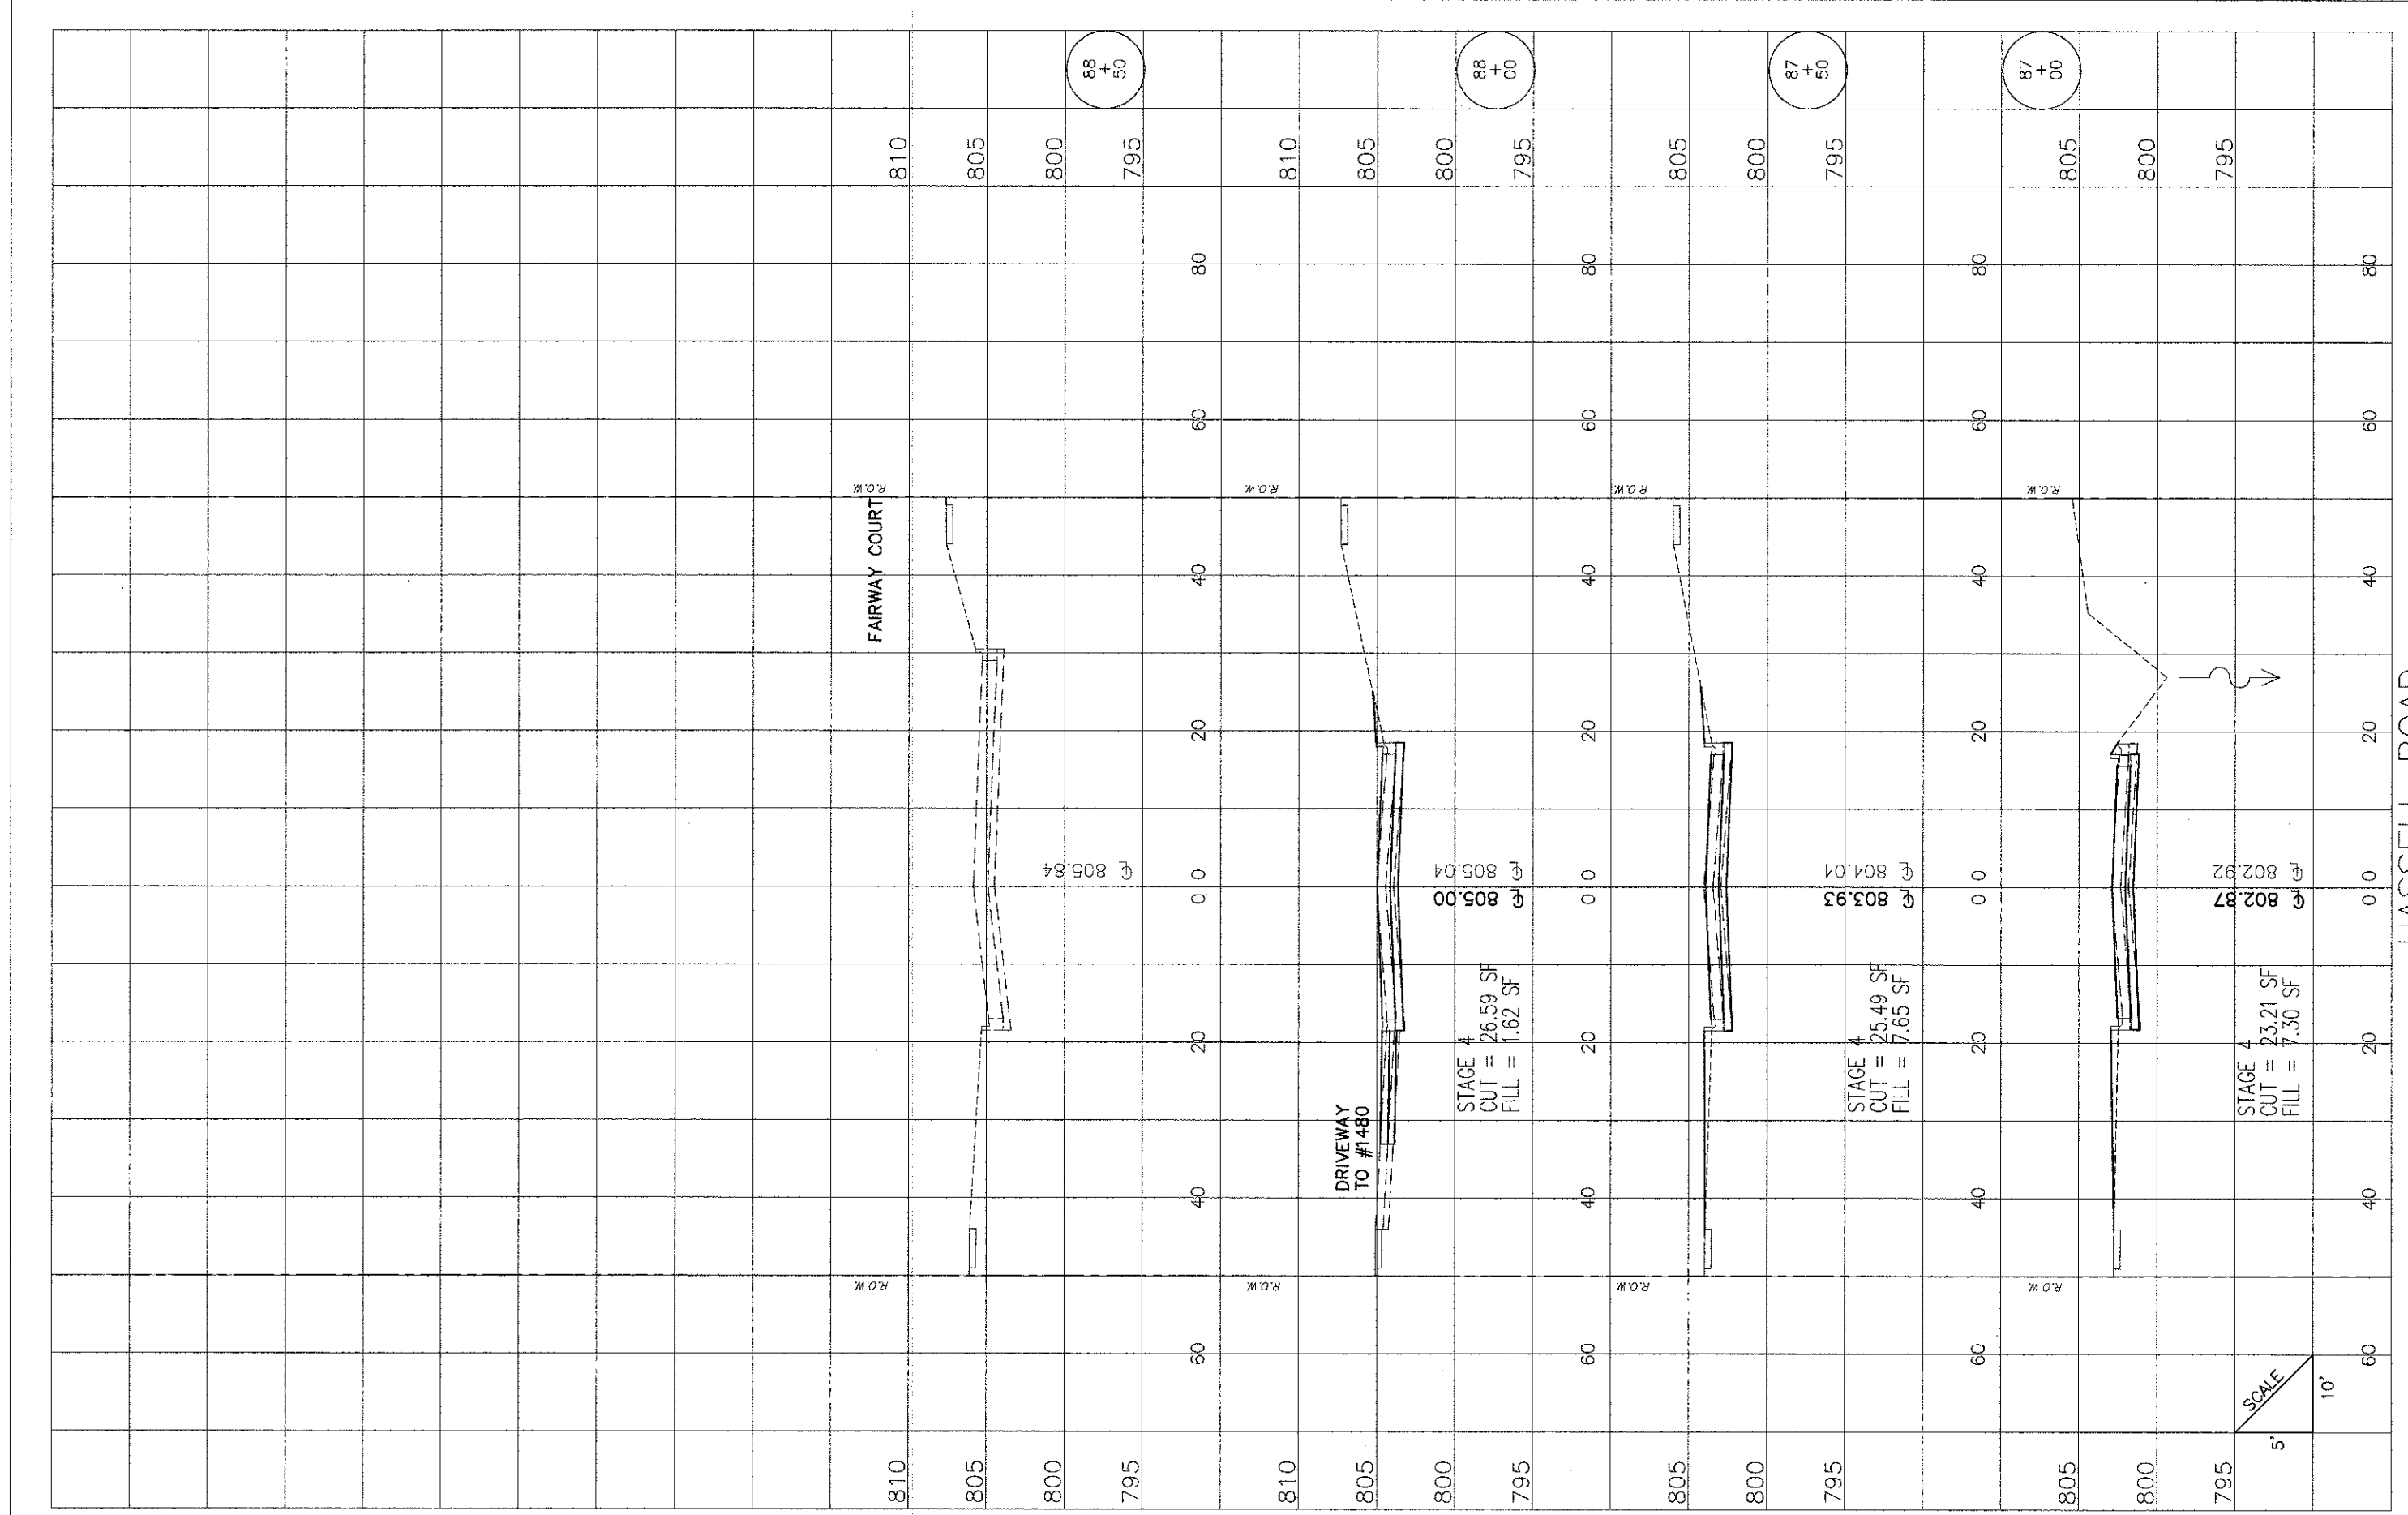 R.O.W. FAIRWAY COURT R.O.W.
810 810
805 805
800 800
℄ 805.84
88
+
50
795 795
60 40 20 0 0 20 40 60 80
R.O.W. R.O.W.
810 810
DRIVEWAY
TO #1480
805 805
800 800
℄ 805.00 ℄ 805.04
STAGE 4
CUT = 26.59 SF
FILL = 1.62 SF
88
+
00
795 795
60 40 20 0 0 20 40 60 80
R.O.W. R.O.W.
805 805
800 800
87
+
50
795 795
℄ 803.93 ℄ 804.04
STAGE 4
CUT = 25.49 SF
FILL = 7.65 SF
60 40 20 0 0 20 40 60 80
R.O.W. R.O.W.
87
+
00
805 805
800 800
795 795
℄ 802.87 ℄ 802.92
STAGE 4
CUT = 23.21 SF
FILL = 7.30 SF
SCALE
5'
10'
60 40 20 0 0 20 40 60 80